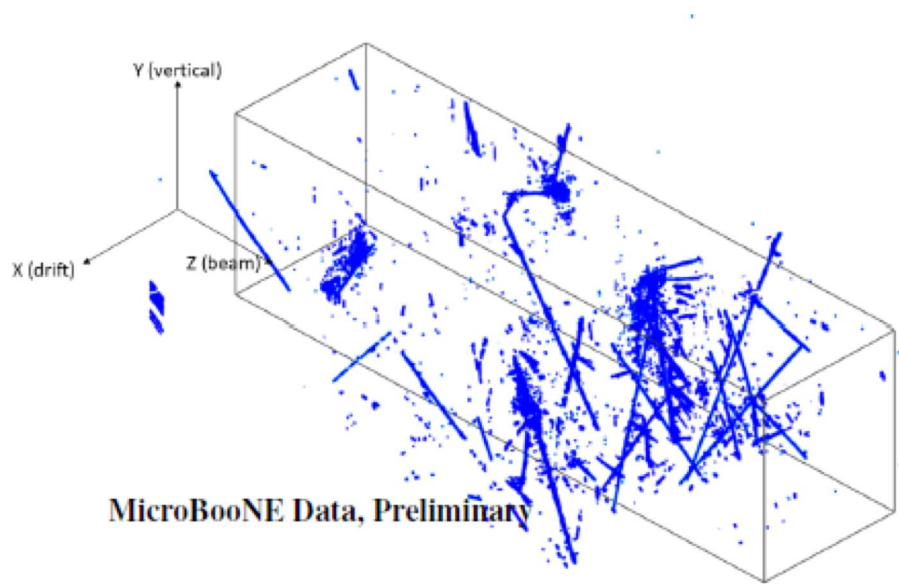 Y (vertical)
X (drift)
Z (beam)
MicroBooNE Data, Preliminary